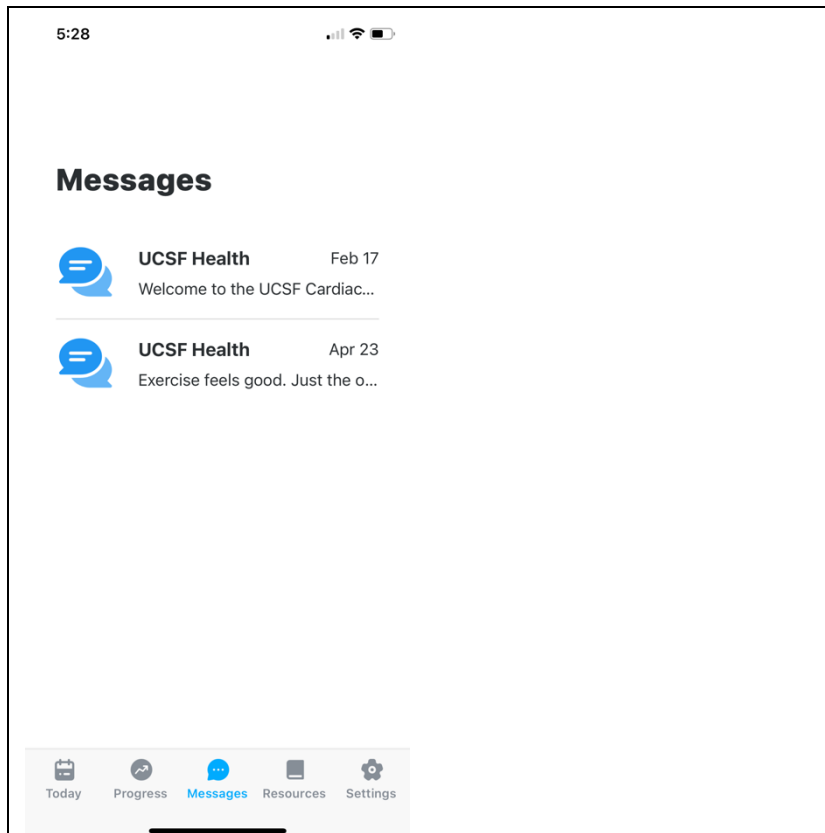 5:28
Messages
UCSF Health Feb 17
Welcome to the UCSF Cardiac...
UCSF Health Apr 23
Exercise feels good. Just the o...
Today Progress Messages Resources Settings